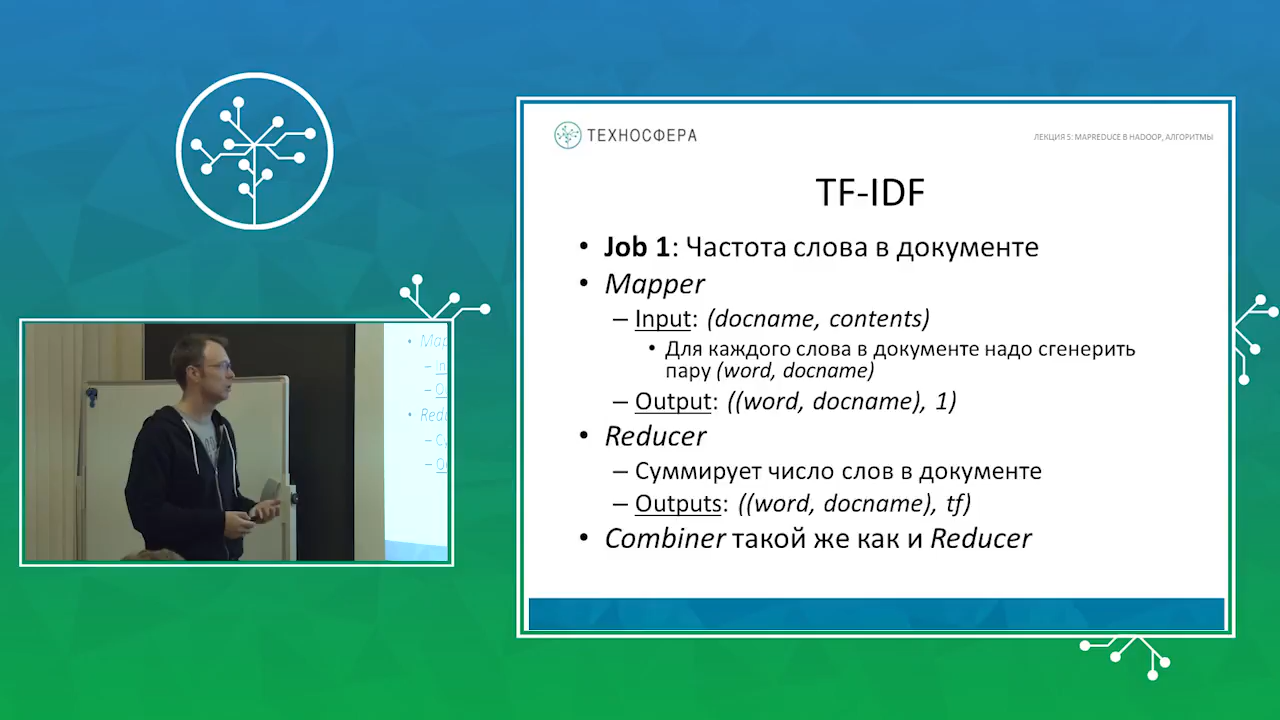 ТЕХНОСФЕРА
ЛЕКЦИЯ 5: MAPREDUCE В HADOOP, АЛГОРИТМЫ
TF-IDF
• Job 1: Частота слова в документе
• Mapper
– Input: (docname, contents)
• Для каждого слова в документе надо сгенерить
пару (word, docname)
– Output: ((word, docname), 1)
• Reducer
– Суммирует число слов в документе
– Outputs: ((word, docname), tf)
• Combiner такой же как и Reducer